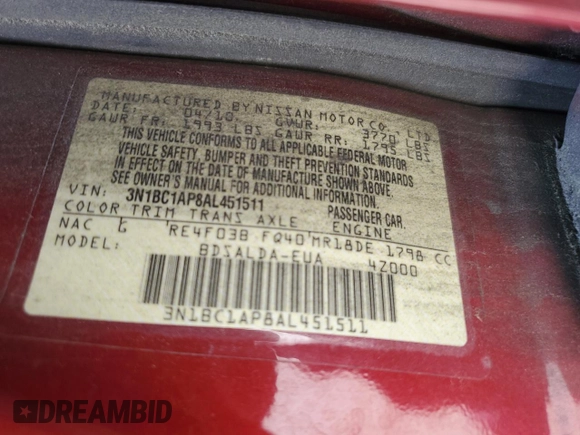 MANUFACTURED BY NISSAN MOTOR CO., LTD.
DATE: 04/10. GVWR: 3770 LBS
GAWR FR: 1993 LBS GAWR RR: 1795 LBS
THIS VEHICLE CONFORMS TO ALL APPLICABLE FEDERAL MOTOR
VEHICLE SAFETY, BUMPER AND THEFT PREVENTION STANDARDS
IN EFFECT ON THE DATE OF MANUFACTURE SHOWN ABOVE.
SEE OWNER'S MANUAL FOR ADDITIONAL INFORMATION.
VIN: 3N1BC1AP8AL451511 PASSENGER CAR.
COLOR TRIM TRANS AXLE ENGINE
NAC G RE4F03B FQ40 MR18DE 1798 CC
MODEL: BDSALDA-EUA 4Z000
3N1BC1AP8AL451511
DREAMBID